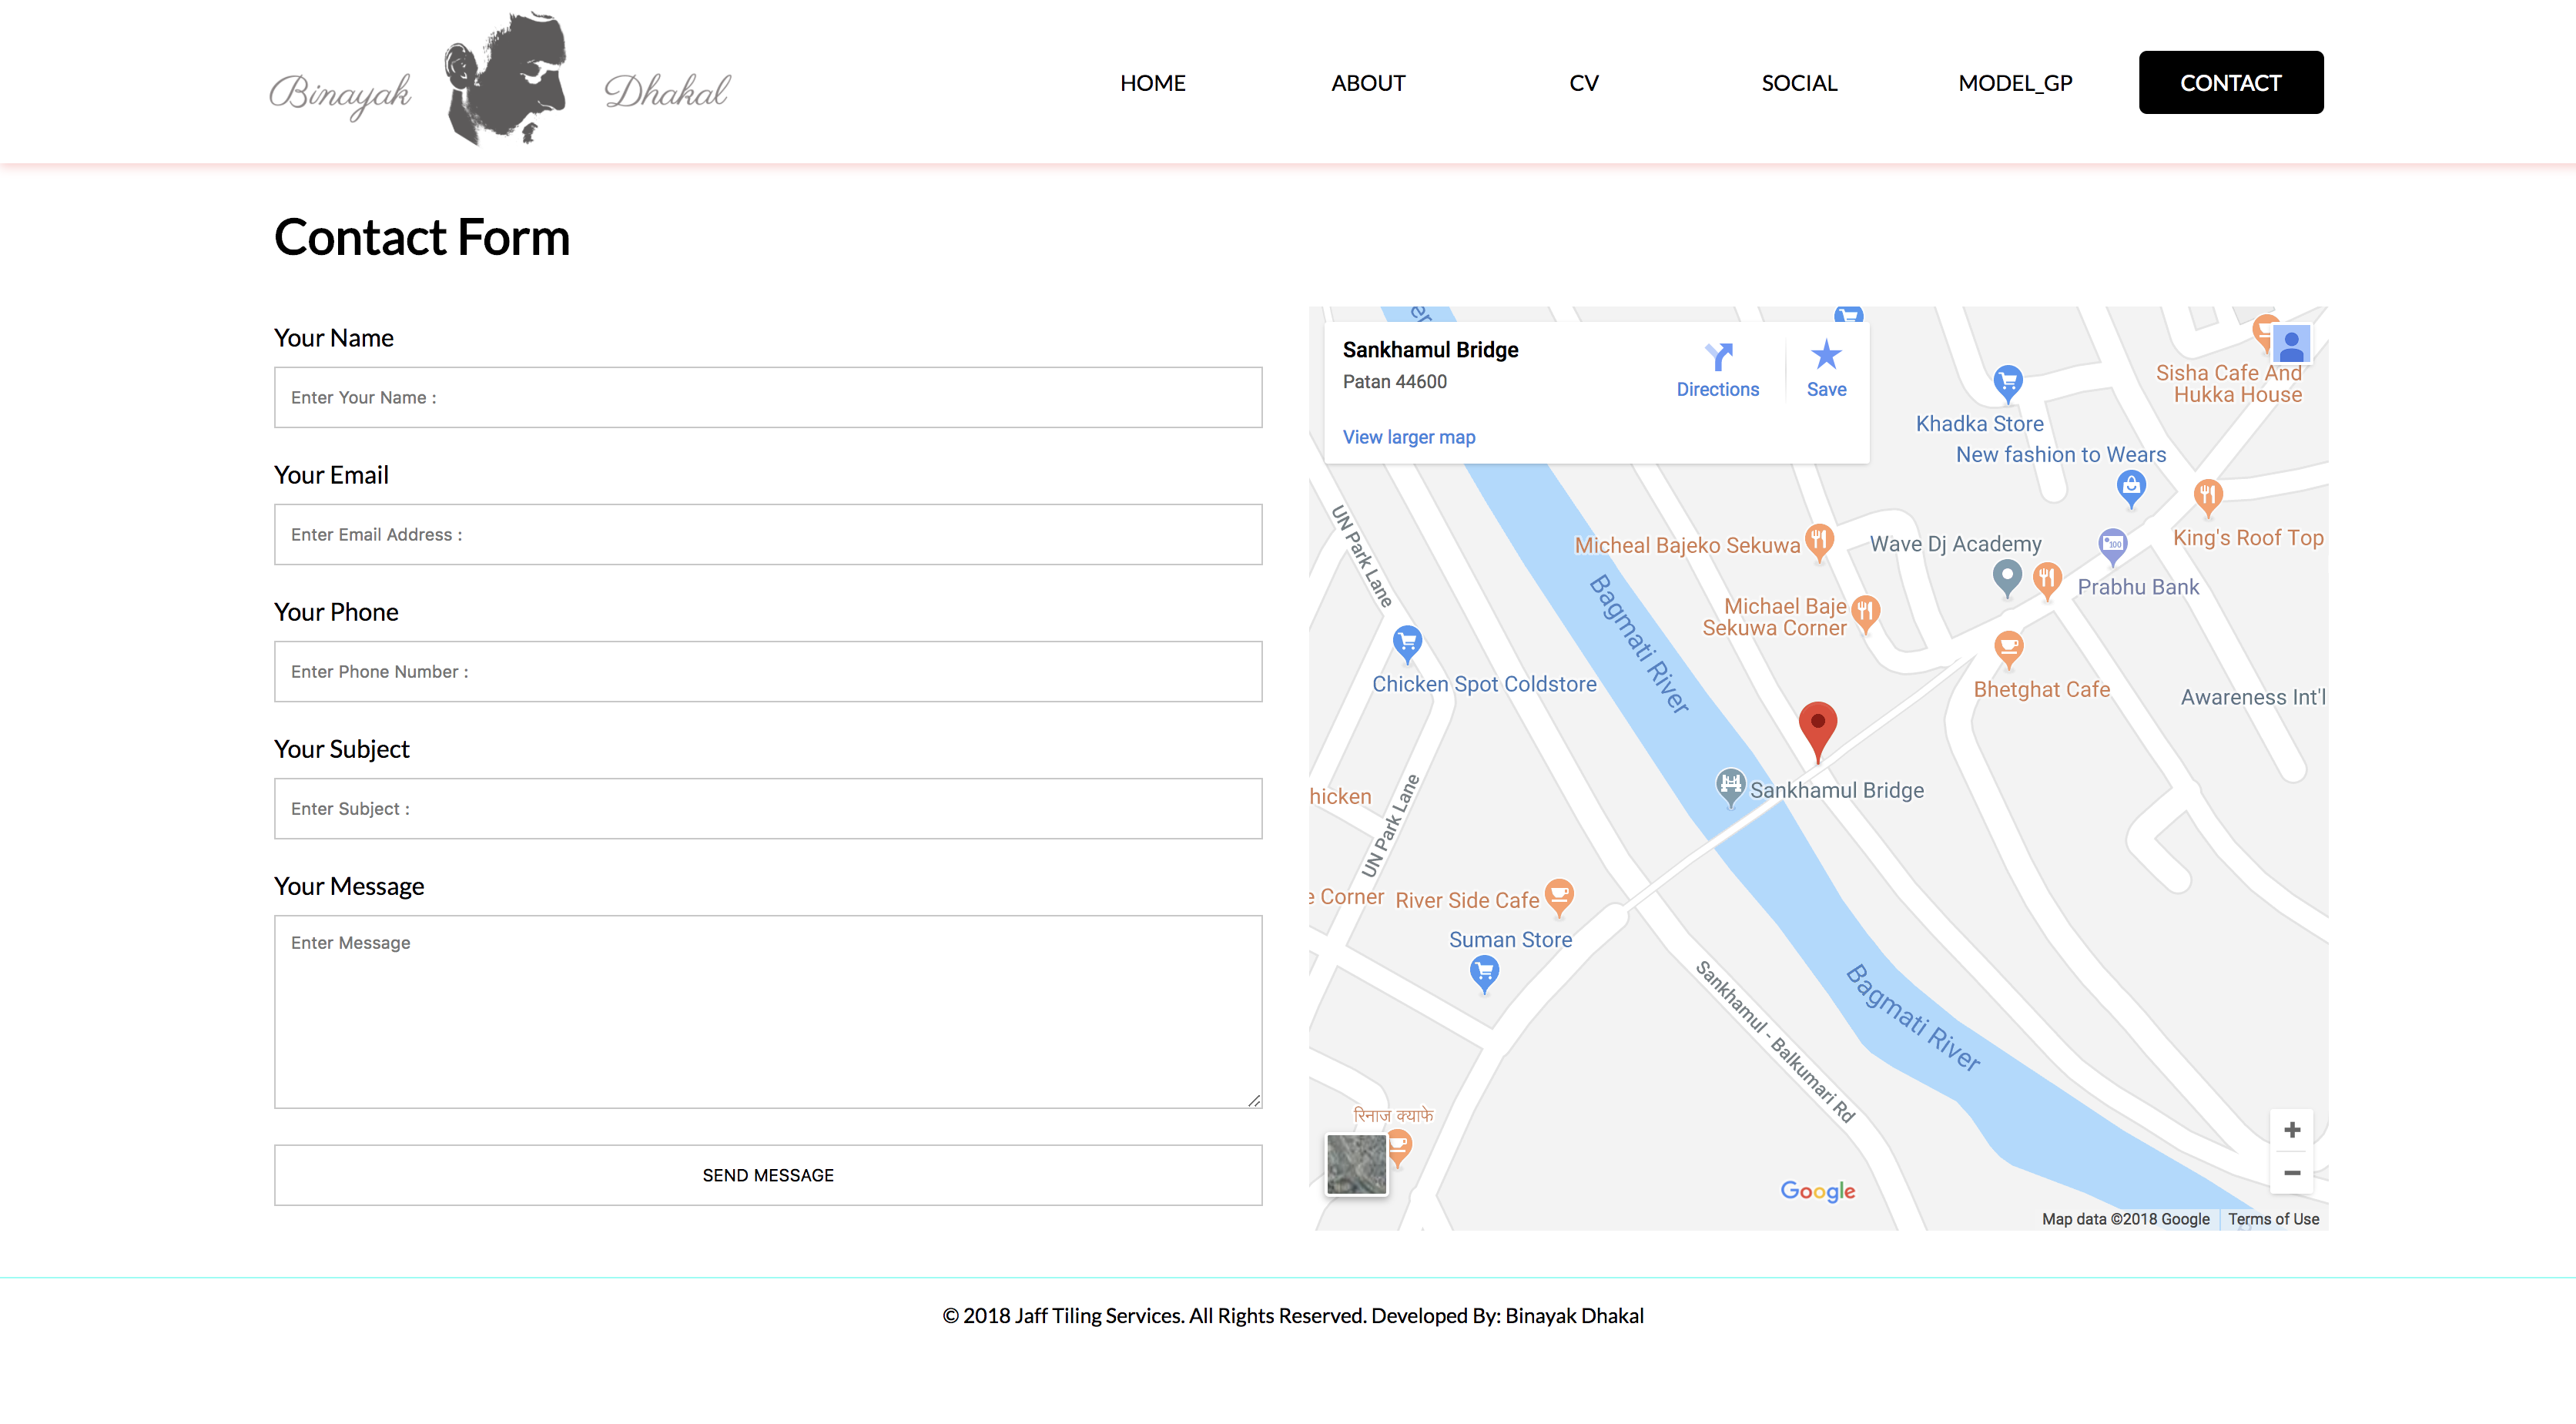 Binayak Dhakal
HOME ABOUT CV SOCIAL MODEL_GP CONTACT
Contact Form
Your Name
Enter Your Name :
Your Email
Enter Email Address :
Your Phone
Enter Phone Number :
Your Subject
Enter Subject :
Your Message
Enter Message
SEND MESSAGE
er
Sankhamul Bridge
Patan 44600
Directions
Save
View larger map
Sisha Cafe And
Hukka House
Khadka Store
New fashion to Wears
King's Roof Top
UN Park Lane
Micheal Bajeko Sekuwa
Wave Dj Academy
100
Prabhu Bank
Bagmati River
Michael Baje
Sekuwa Corner
Chicken Spot Coldstore
Bhetghat Cafe
Awareness Int'l
Sankhamul Bridge
hicken
UN Park Lane
e Corner
River Side Cafe
Suman Store
Sankhamul - Balkumari Rd
Bagmati River
रिनाज क्याफे
Google
Map data ©2018 Google
Terms of Use
© 2018 Jaff Tiling Services. All Rights Reserved. Developed By: Binayak Dhakal